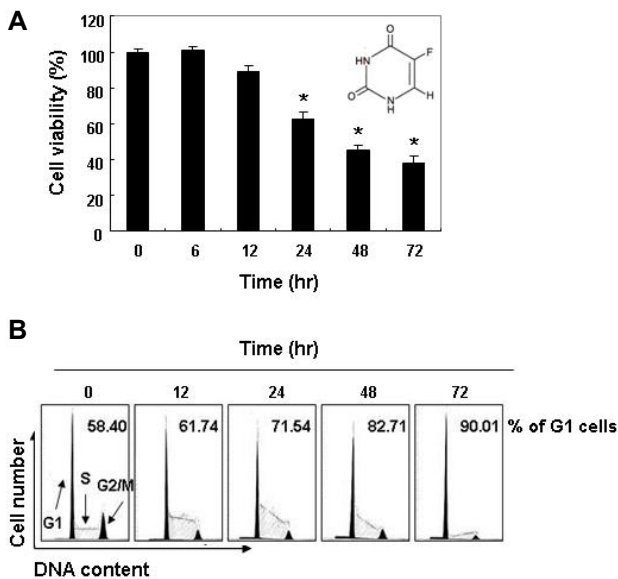 A
Cell viability (%)
120
100
80
60
40
20
0
0 6 12 24 48 72
Time (hr)
* * *
O
F
HN
O
N
H
H
B
Time (hr)
0 12 24 48 72
58.40 61.74 71.54 82.71 90.01 % of G1 cells
Cell number
G1 S G2/M
DNA content